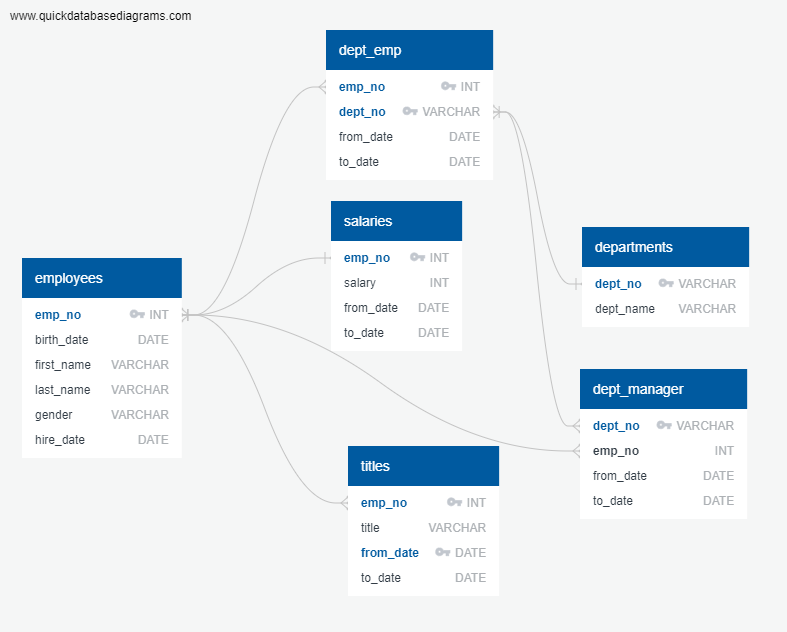 www.quickdatabasediagrams.com
dept_emp
emp_no INT
dept_no VARCHAR
from_date DATE
to_date DATE
salaries
emp_no INT
salary INT
from_date DATE
to_date DATE
departments
dept_no VARCHAR
dept_name VARCHAR
employees
emp_no INT
birth_date DATE
first_name VARCHAR
last_name VARCHAR
gender VARCHAR
hire_date DATE
dept_manager
dept_no VARCHAR
emp_no INT
from_date DATE
to_date DATE
titles
emp_no INT
title VARCHAR
from_date DATE
to_date DATE